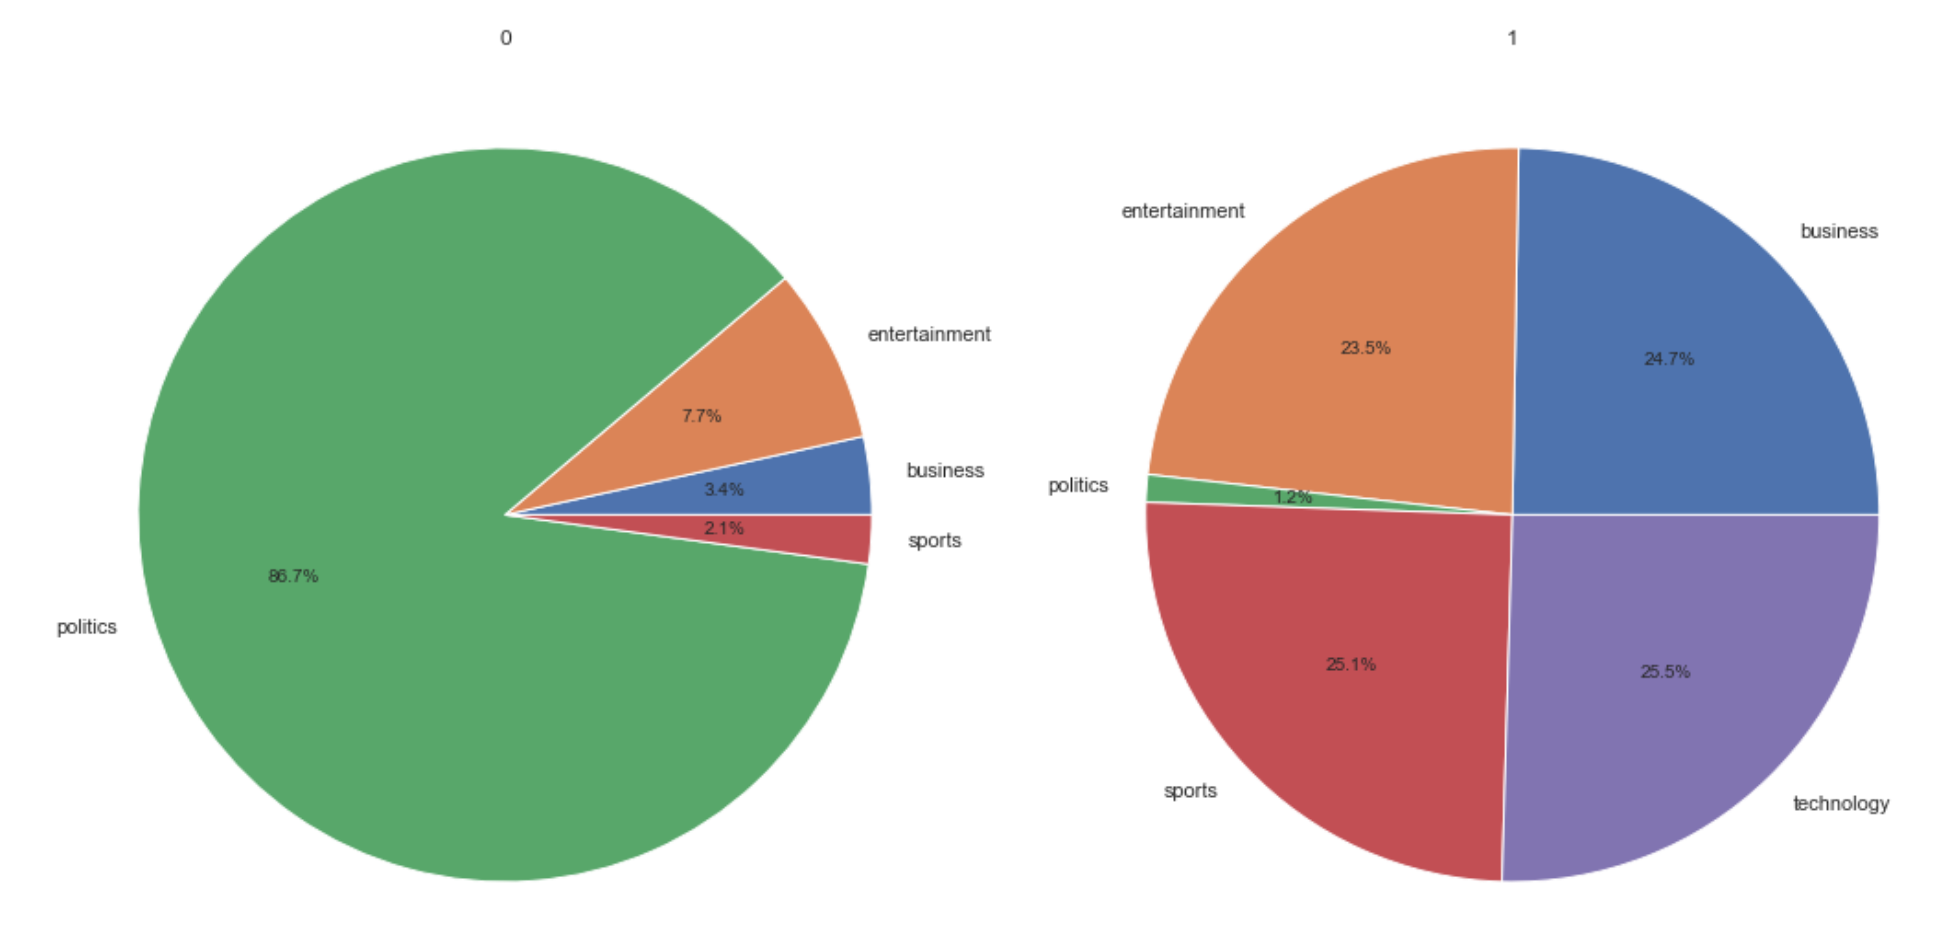 0
entertainment
7.7%
business
3.4%
2.1%
sports
86.7%
politics
1
entertainment
business
23.5%
24.7%
politics
1.2%
25.1%
25.5%
sports
technology